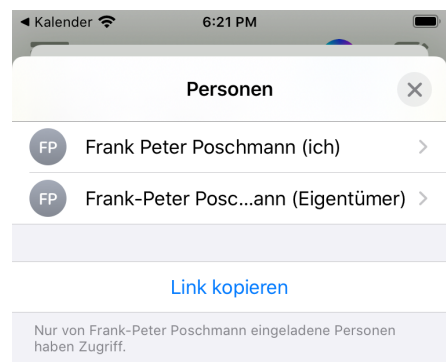 ◀ Kalender 6:21 PM
Personen
FP Frank Peter Poschmann (ich)
FP Frank-Peter Posc...ann (Eigentümer)
Link kopieren
Nur von Frank-Peter Poschmann eingeladene Personen
haben Zugriff.